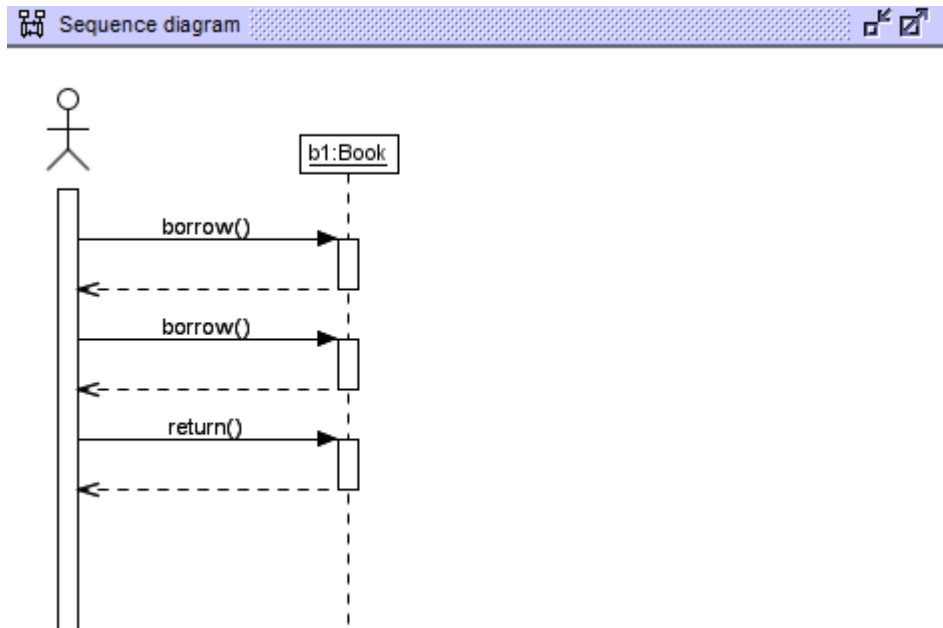 Sequence diagram
b1:Book
borrow()
borrow()
return()